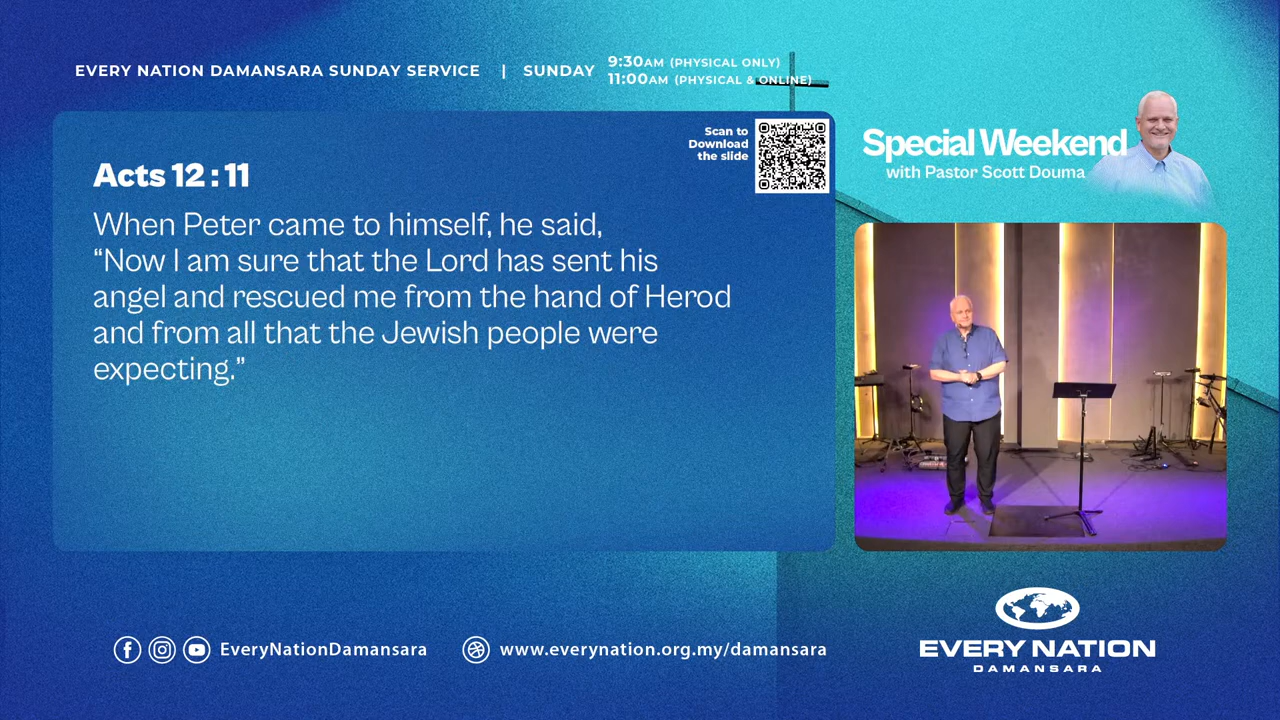 EVERY NATION DAMANSARA SUNDAY SERVICE | SUNDAY
9:30AM (PHYSICAL ONLY)
11:00AM (PHYSICAL & ONLINE)
Scan to
Download
the slide
Acts 12 : 11
When Peter came to himself, he said,
“Now I am sure that the Lord has sent his
angel and rescued me from the hand of Herod
and from all that the Jewish people were
expecting.”
Special Weekend
with Pastor Scott Douma
EveryNationDamansara
www.everynation.org.my/damansara
EVERY NATION
DAMANSARA